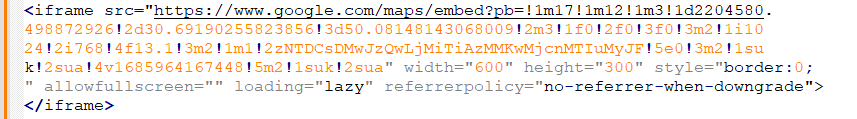 <iframe src="https://www.google.com/maps/embed?pb=!1m17!1m12!1m3!1d2204580.
498872926!2d30.69190255823856!3d50.08148143068009!2m3!1f0!2f0!3f0!3m2!1i10
24!2i768!4f13.1!3m2!1m1!2zNTDCsDMwJzQwLjMiTiAzMMKwMjcnMTIuMyJF!5e0!3m2!1su
k!2sua!4v1685964167448!5m2!1suk!2sua" width="600" height="300" style="border:0;
" allowfullscreen="" loading="lazy" referrerpolicy="no-referrer-when-downgrade">
</iframe>